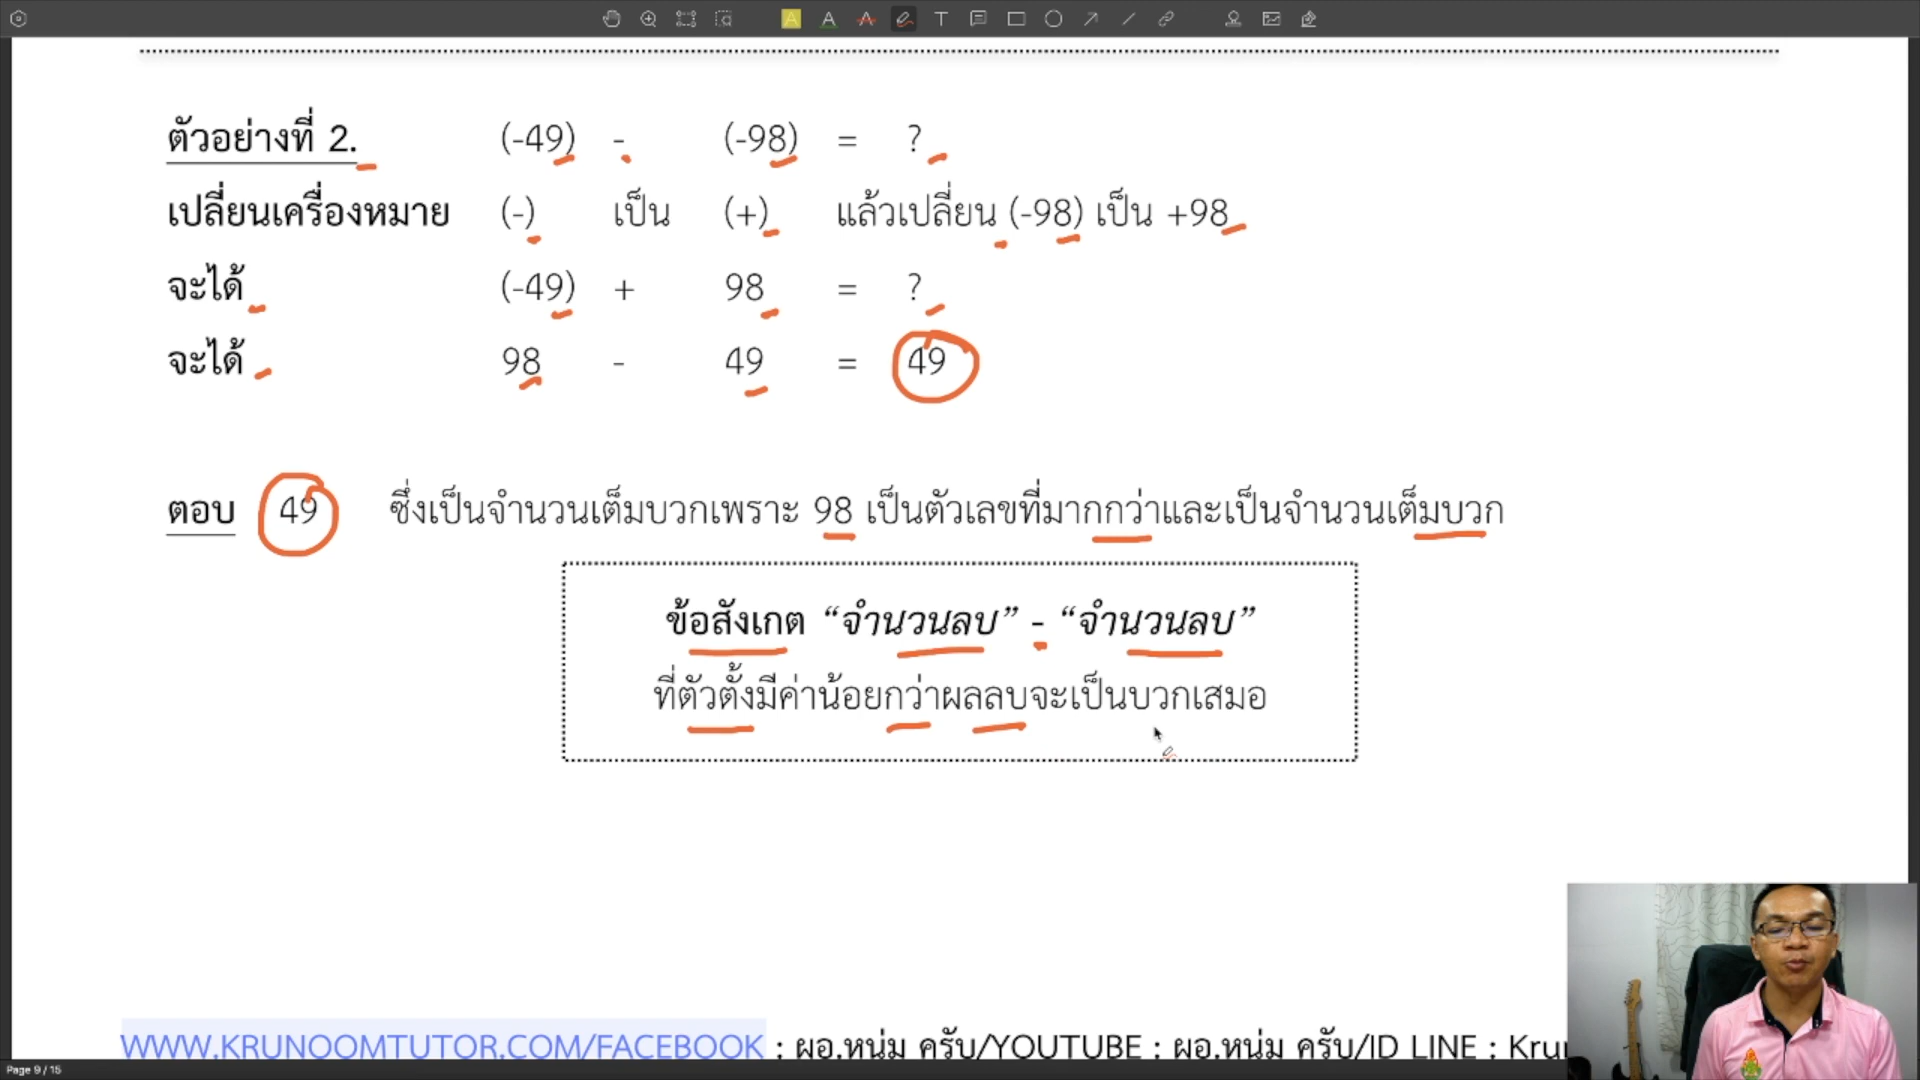 ตัวอย่างที่ 2. (-49) - (-98) = ?
เปลี่ยนเครื่องหมาย (-) เป็น (+) แล้วเปลี่ยน (-98) เป็น +98
จะได้ (-49) + 98 = ?
จะได้ 98 - 49 = 49
ตอบ 49 ซึ่งเป็นจำนวนเต็มบวกเพราะ 98 เป็นตัวเลขที่มากกว่าและเป็นจำนวนเต็มบวก
ข้อสังเกต “จำนวนลบ” - “จำนวนลบ”
ที่ตัวตั้งมีค่าน้อยกว่าผลลบจะเป็นบวกเสมอ
WWW.KRUNOOMTUTOR.COM/FACEBOOK : ผอ.หนุ่ม ครับ/YOUTUBE : ผอ.หนุ่ม ครับ/ID LINE :
Page 9 / 15